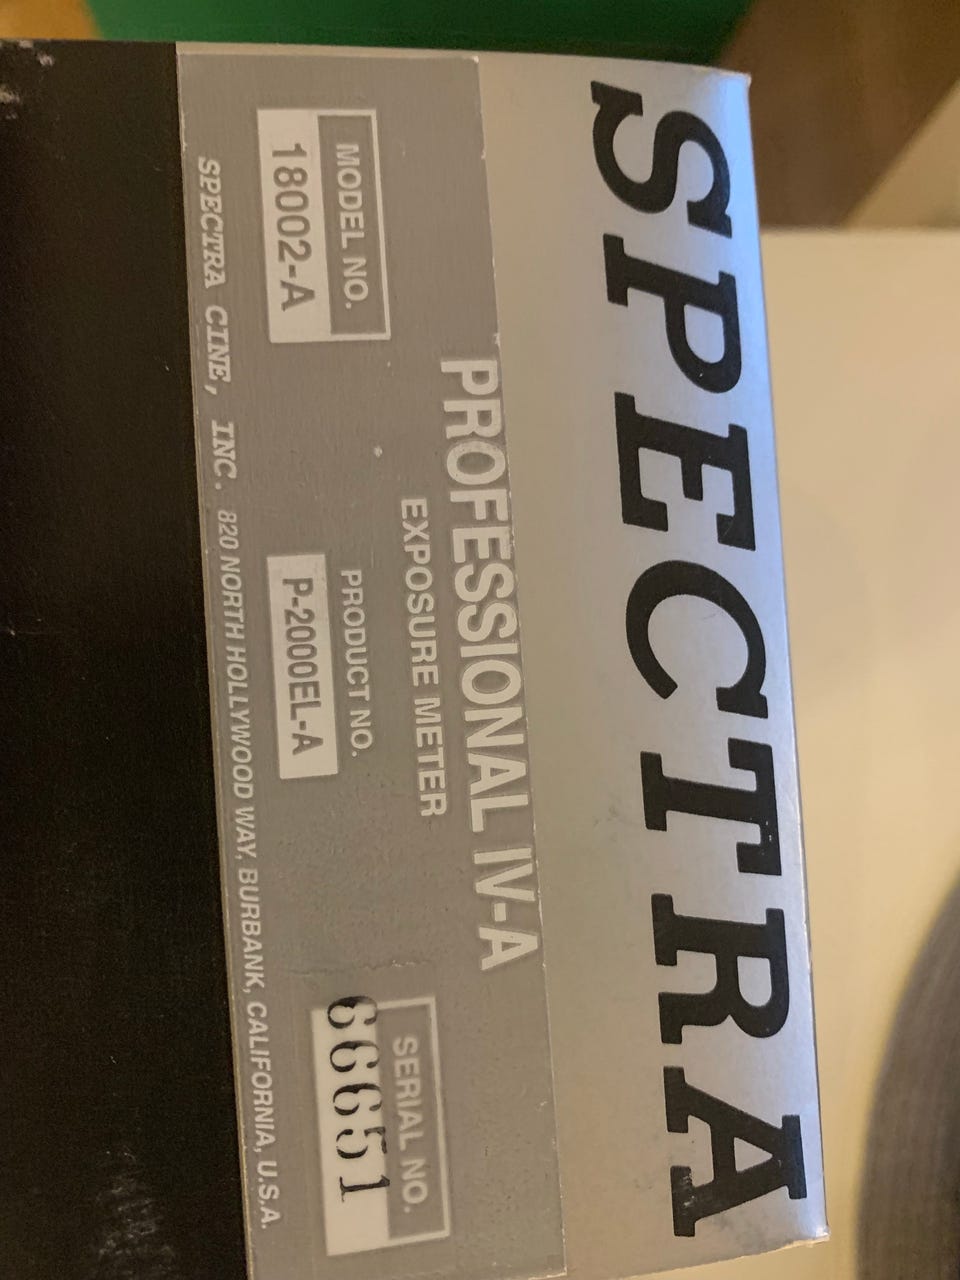 SPECTRA
PROFESSIONAL IV-A
EXPOSURE METER
MODEL NO.
18002-A
PRODUCT NO.
P-2000EL-A
SERIAL NO.
66651
SPECTRA CINE, INC. 820 NORTH HOLLYWOOD WAY, BURBANK, CALIFORNIA, U.S.A.